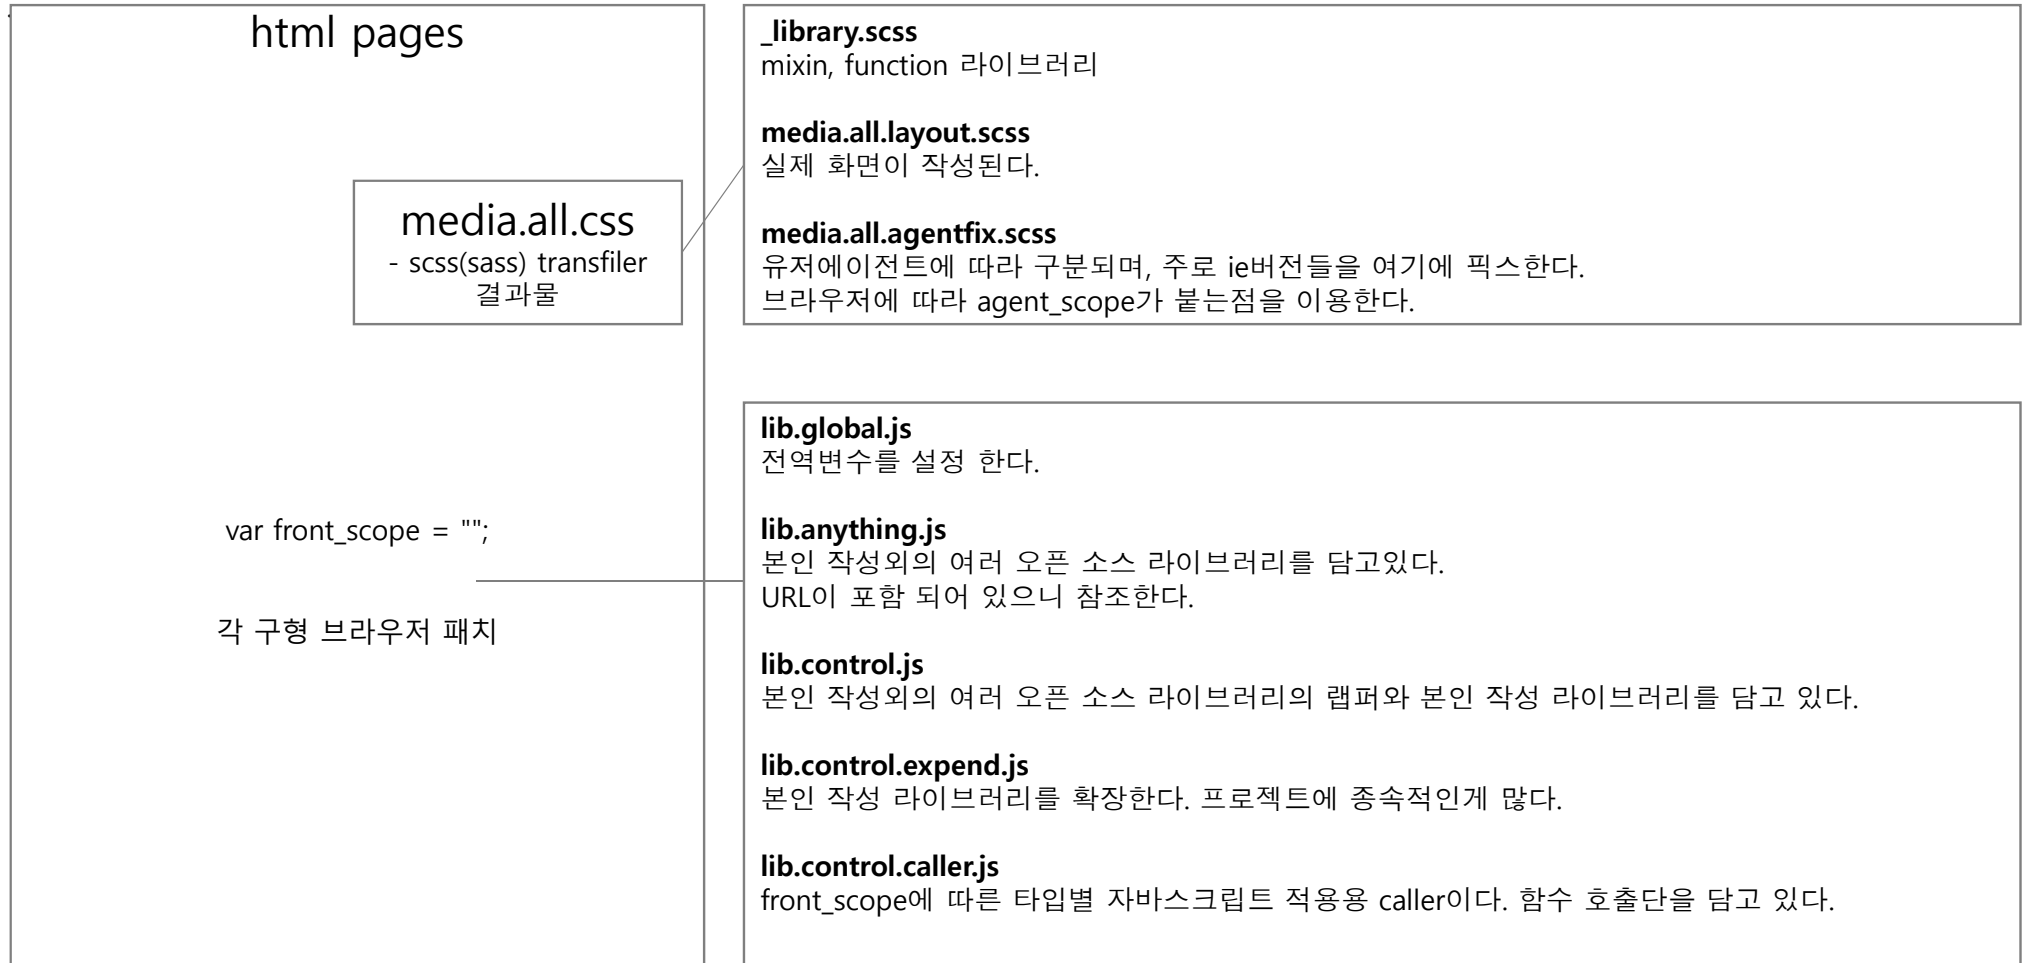 html pages
media.all.css
- scss(sass) transfiler
결과물
var front_scope = "";
각 구형 브라우저 패치
_library.scss
mixin, function 라이브러리
media.all.layout.scss
실제 화면이 작성된다.
media.all.agentfix.scss
유저에이전트에 따라 구분되며, 주로 ie버전들을 여기에 픽스한다.
브라우저에 따라 agent_scope가 붙는점을 이용한다.
lib.global.js
전역변수를 설정 한다.
lib.anything.js
본인 작성외의 여러 오픈 소스 라이브러리를 담고있다.
URL이 포함 되어 있으니 참조한다.
lib.control.js
본인 작성외의 여러 오픈 소스 라이브러리의 랩퍼와 본인 작성 라이브러리를 담고 있다.
lib.control.expend.js
본인 작성 라이브러리를 확장한다. 프로젝트에 종속적인게 많다.
lib.control.caller.js
front_scope에 따른 타입별 자바스크립트 적용용 caller이다. 함수 호출단을 담고 있다.